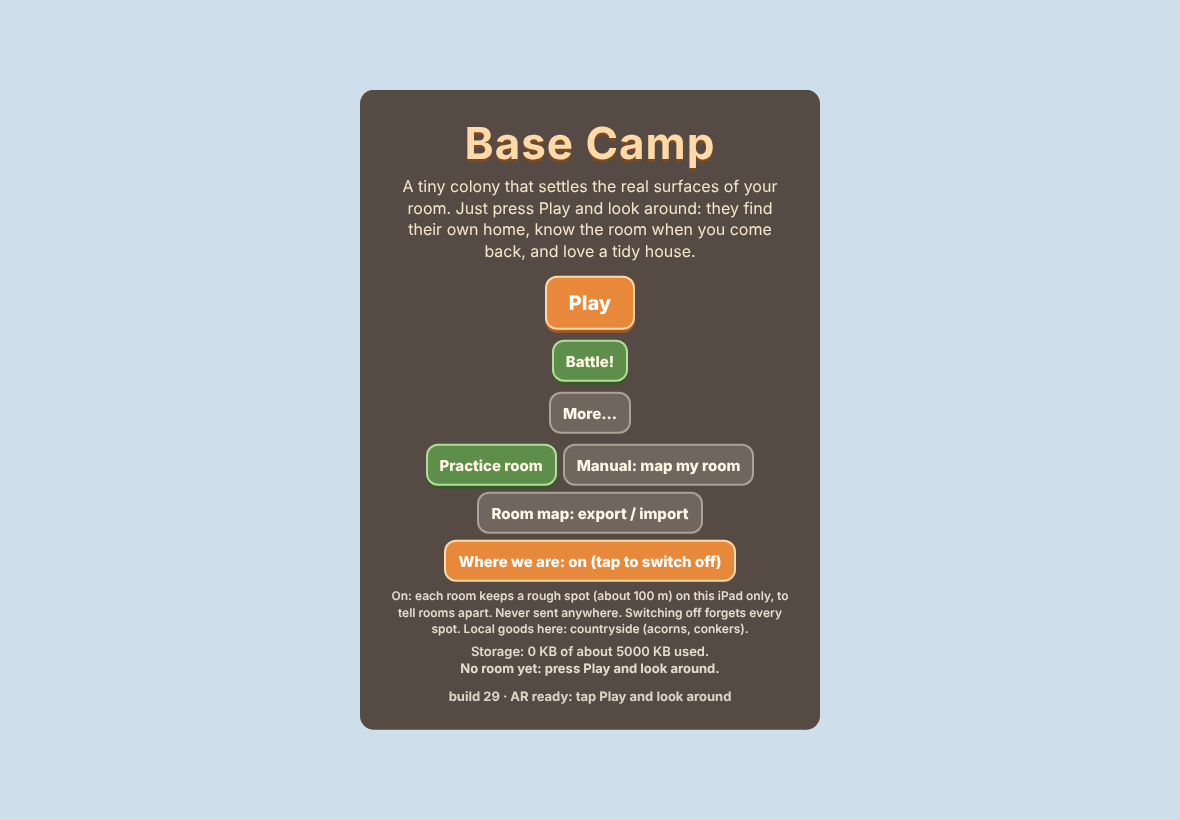 Base Camp
A tiny colony that settles the real surfaces of your
room. Just press Play and look around: they find
their own home, know the room when you come
back, and love a tidy house.
Play
Battle!
More...
Practice room
Manual: map my room
Room map: export / import
Where we are: on (tap to switch off)
On: each room keeps a rough spot (about 100 m) on this iPad only, to
tell rooms apart. Never sent anywhere. Switching off forgets every
spot. Local goods here: countryside (acorns, conkers).
Storage: 0 KB of about 5000 KB used.
No room yet: press Play and look around.
build 29 · AR ready: tap Play and look around